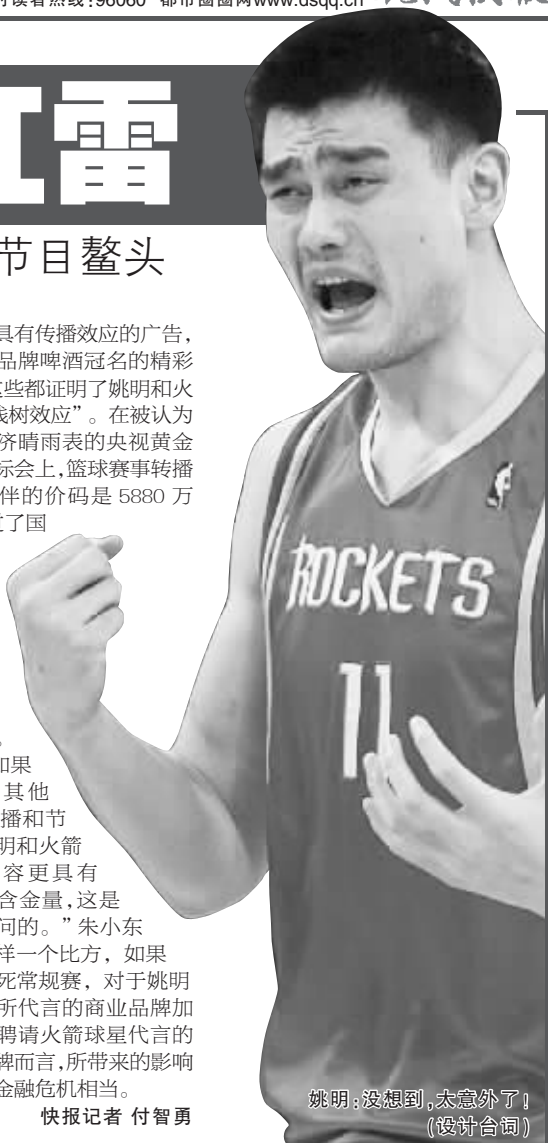 读者热线:96060 都市圈圈网www.dsqq.cn
雷
节目鳌头
具有传播效应的广告,
品牌啤酒冠名的精彩
这些都证明了姚明和火
钱树效应”。在被认为
济晴雨表的央视黄金
标会上,篮球赛事转播
伴的价码是 5880 万
过了国
。
如果
其他
播和节
明和火箭
容更具有
含金量,这是
问的。”朱小东
样一个比方，如果
死常规赛，对于姚明
所代言的商业品牌加
聘请火箭球星代言的
牌而言,所带来的影响
金融危机相当。
快报记者 付智勇
ROCKETS
11
姚明:没想到,太意外了!
(设计台词)